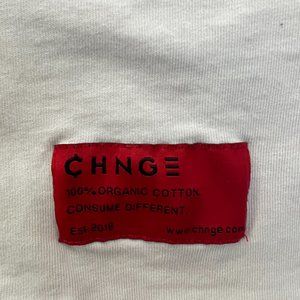 CHNGE
100% ORGANIC COTTON.
CONSUME DIFFERENT.
EST. 2018 www.chnge.com